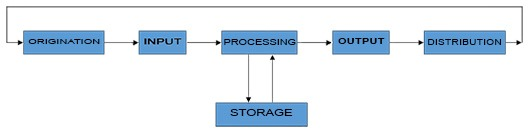 ORIGINATION
INPUT
PROCESSING
OUTPUT
DISTRIBUTION
STORAGE